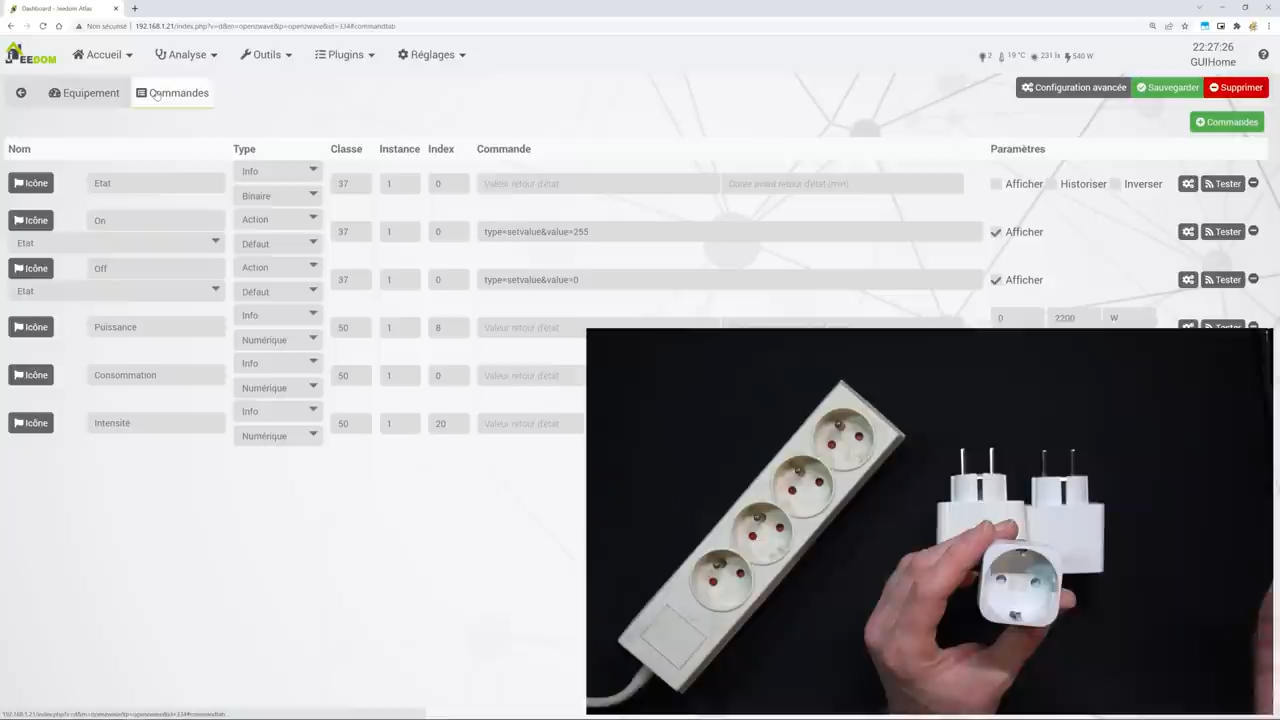 Dashboard - Jeedom Atlas
Non sécurisé 192.168.1.21/index.php?v=d&m=openzwave&p=openzwave&id=334#commandtab
JEEDOM Accueil Analyse Outils Plugins Réglages 2 19 °C 231 lx 540 W 22:27:26
GUIHome
Equipement Commandes Configuration avancée Sauvegarder Supprimer
Commandes
Nom Type Classe Instance Index Commande Paramètres
Icône Etat Info 37 1 0 Valeur retour d'état Durée avant retour d'état (min) Afficher Historiser Inverser Tester
Binaire
Icône On Action 37 1 0 type=setvalue&value=255 Afficher Tester
Etat Défaut
Icône Off Action 37 1 0 type=setvalue&value=0 Afficher Tester
Etat Défaut
Icône Puissance Info 50 1 8 Valeur retour d'état 0 2200 W Tester
Numérique
Icône Consommation Info 50 1 0 Valeur retour d'état
Numérique
Icône Intensité Info 50 1 20 Valeur retour d'état
Numérique